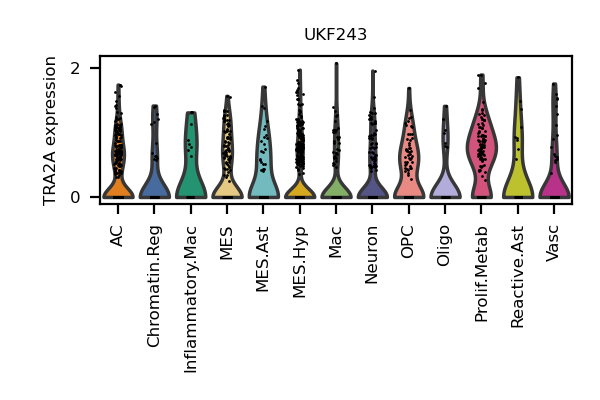 UKF243
TRA2A expression
2
0
AC
Chromatin.Reg
Inflammatory.Mac
MES
MES.Ast
MES.Hyp
Mac
Neuron
OPC
Oligo
Prolif.Metab
Reactive.Ast
Vasc